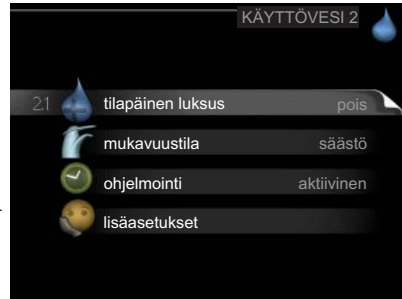 KÄYTTÖVESI 2
2.1 tilapäinen luksus pois
mukavuustila säästö
ohjelmointi aktiivinen
lisäasetukset